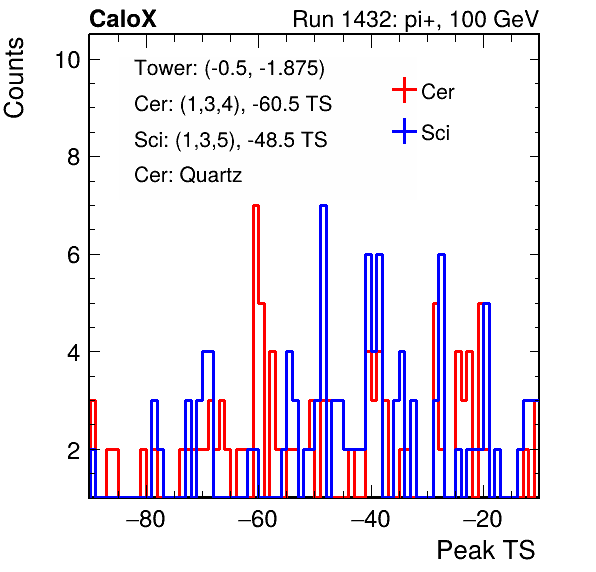 CaloX Run 1432: pi+, 100 GeV
Counts
Tower: (-0.5, -1.875)
Cer: (1,3,4), -60.5 TS
Sci: (1,3,5), -48.5 TS
Cer: Quartz
Cer
Sci
10
8
6
4
2
−80 −60 −40 −20
Peak TS